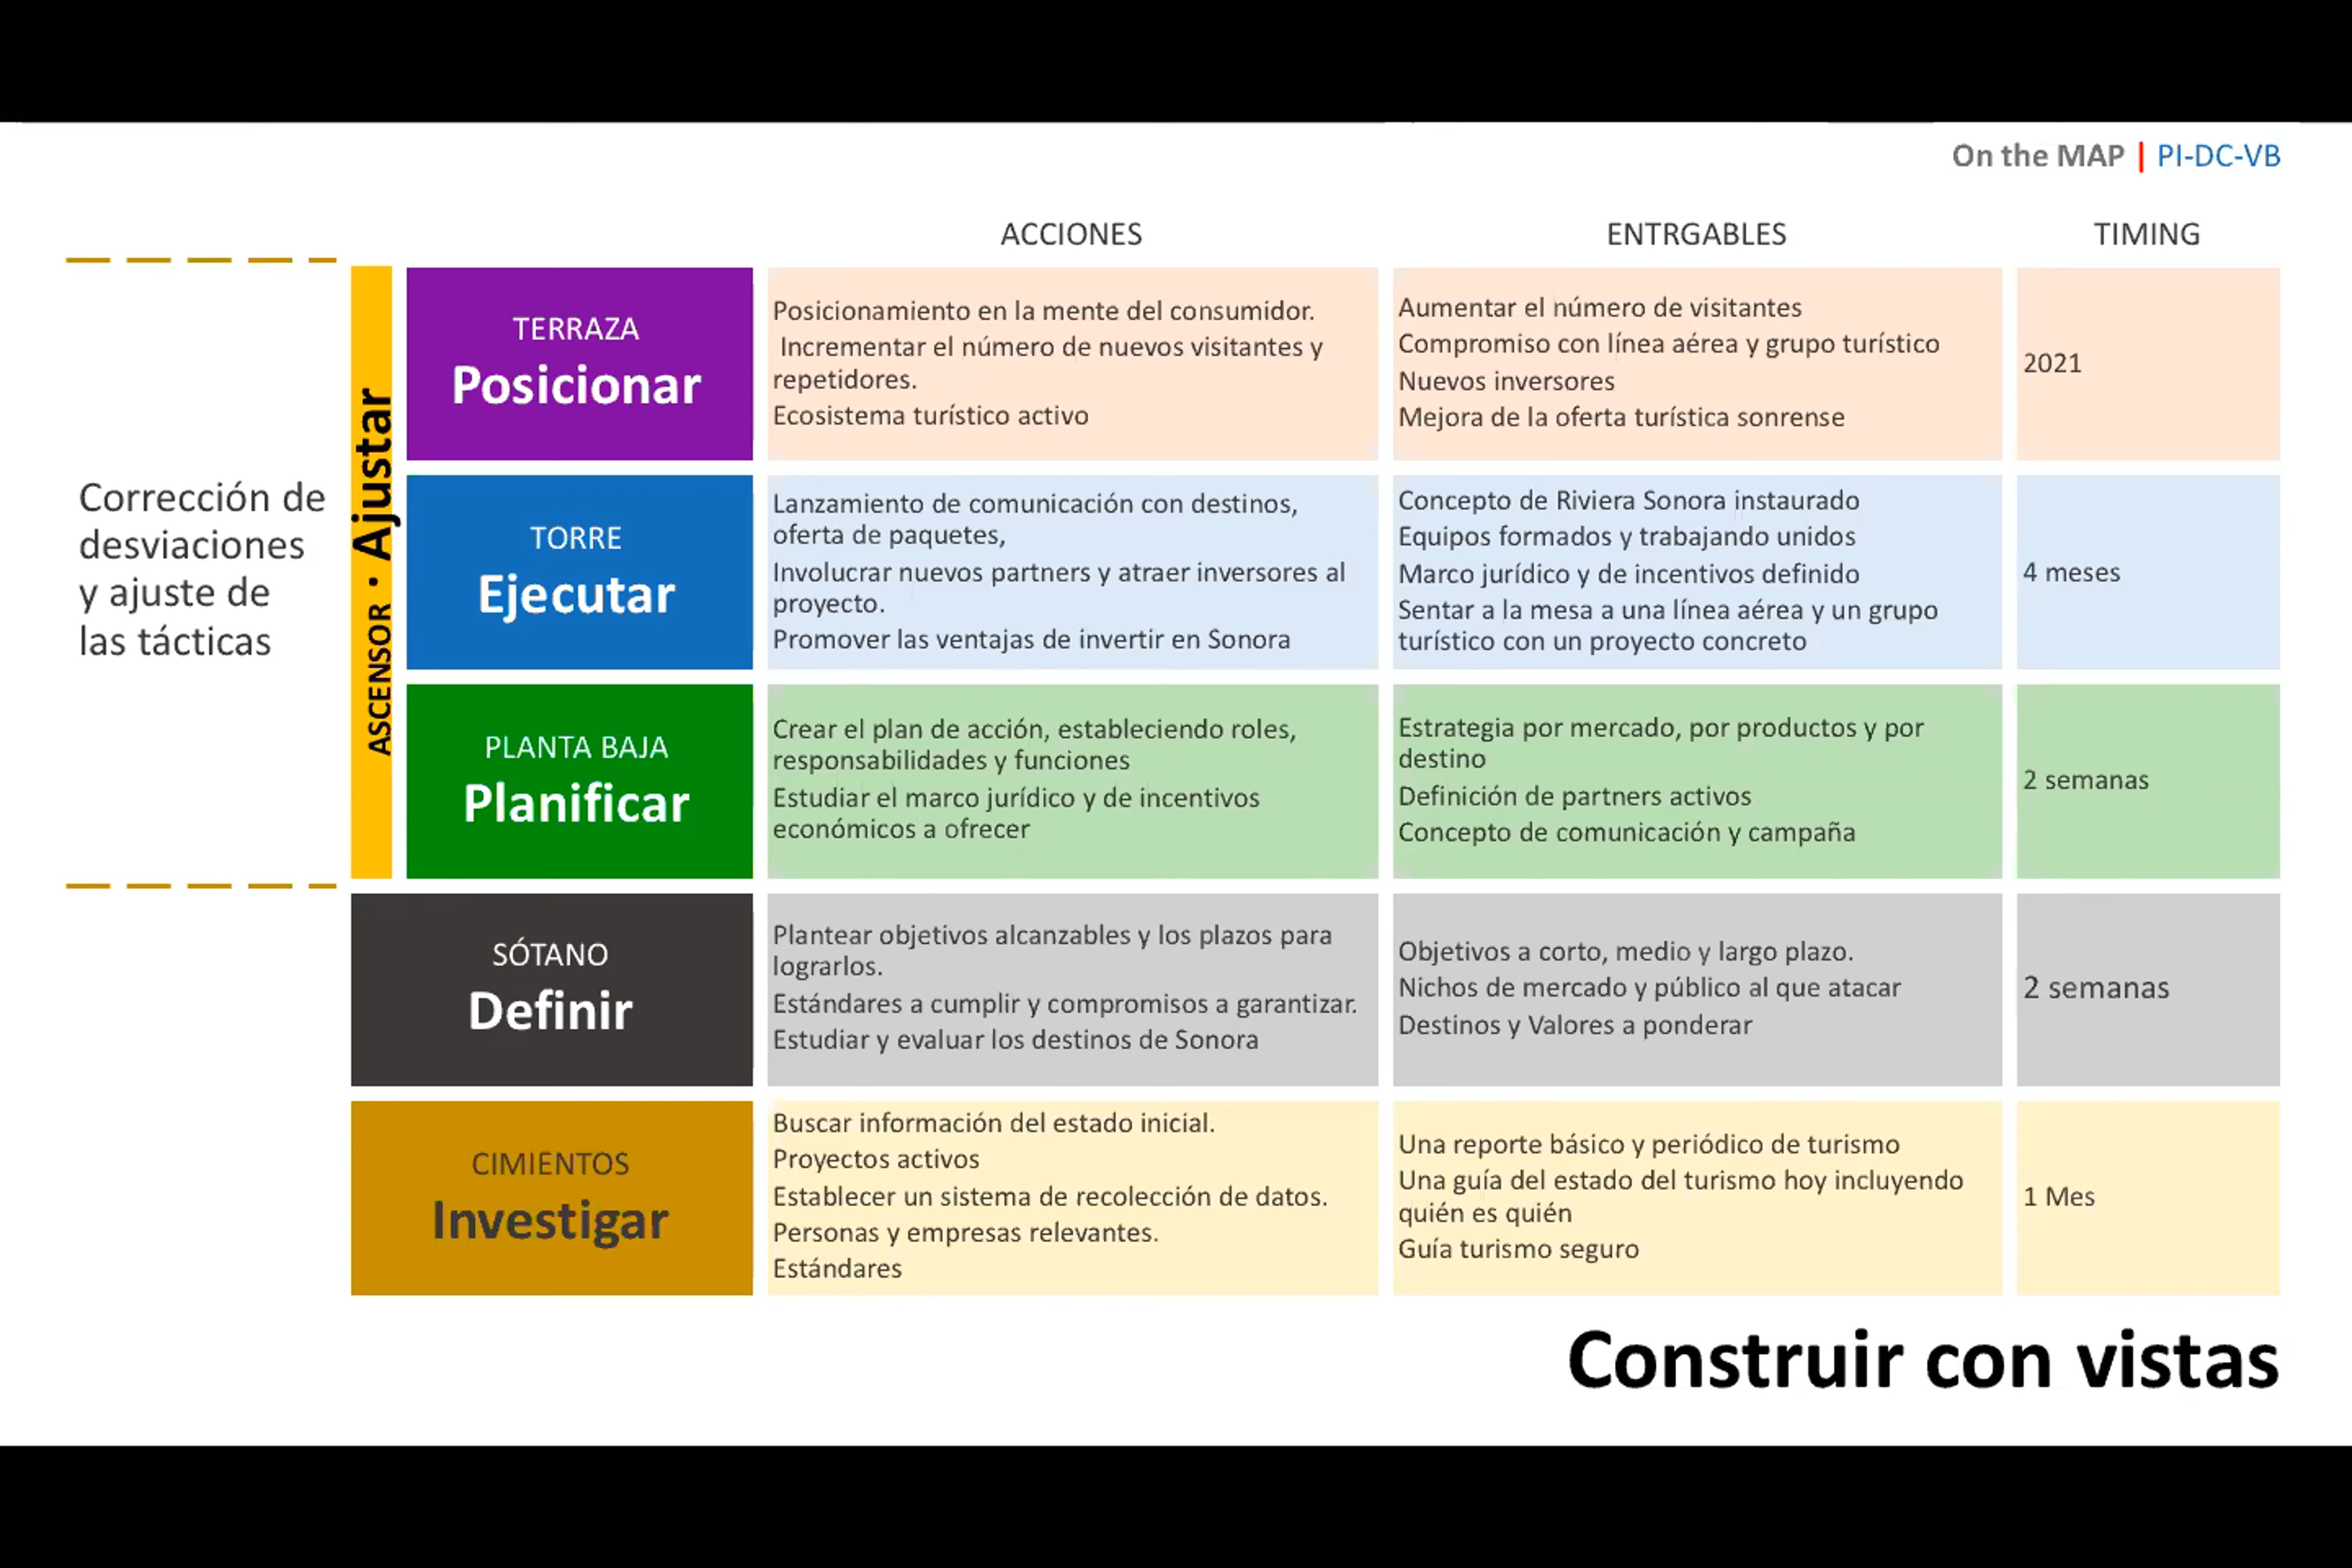 On the MAP | PI-DC-VB
ACCIONES
ENTRGABLES
TIMING
Corrección de
desviaciones
y ajuste de
las tácticas
ASCENSOR · Ajustar
TERRAZA
Posicionar
Posicionamiento en la mente del consumidor.
Incrementar el número de nuevos visitantes y
repetidores.
Ecosistema turístico activo
Aumentar el número de visitantes
Compromiso con línea aérea y grupo turístico
Nuevos inversores
Mejora de la oferta turística sonrense
2021
TORRE
Ejecutar
Lanzamiento de comunicación con destinos,
oferta de paquetes,
Involucrar nuevos partners y atraer inversores al
proyecto.
Promover las ventajas de invertir en Sonora
Concepto de Riviera Sonora instaurado
Equipos formados y trabajando unidos
Marco jurídico y de incentivos definido
Sentar a la mesa a una línea aérea y un grupo
turístico con un proyecto concreto
4 meses
PLANTA BAJA
Planificar
Crear el plan de acción, estableciendo roles,
responsabilidades y funciones
Estudiar el marco jurídico y de incentivos
económicos a ofrecer
Estrategia por mercado, por productos y por
destino
Definición de partners activos
Concepto de comunicación y campaña
2 semanas
SÓTANO
Definir
Plantear objetivos alcanzables y los plazos para
lograrlos.
Estándares a cumplir y compromisos a garantizar.
Estudiar y evaluar los destinos de Sonora
Objetivos a corto, medio y largo plazo.
Nichos de mercado y público al que atacar
Destinos y Valores a ponderar
2 semanas
CIMIENTOS
Investigar
Buscar información del estado inicial.
Proyectos activos
Establecer un sistema de recolección de datos.
Personas y empresas relevantes.
Estándares
Una reporte básico y periódico de turismo
Una guía del estado del turismo hoy incluyendo
quién es quién
Guía turismo seguro
1 Mes
Construir con vistas